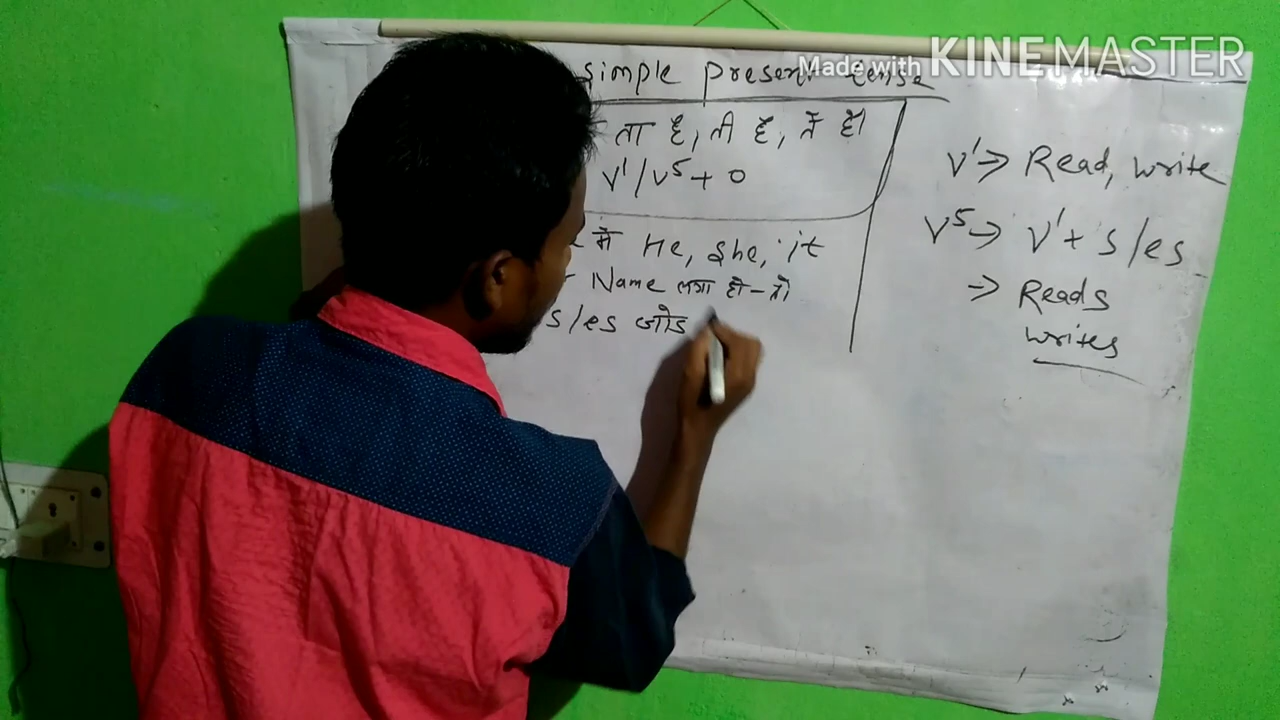 Made with KINEMASTER
simple present tense
ता है, ती है, ते हैं
V¹/V⁵ + O
में He, She, it
Name लगा हो - तो
s/es जोड
V¹ → Read, write
V⁵ → V¹ + s/es
→ Reads
writes